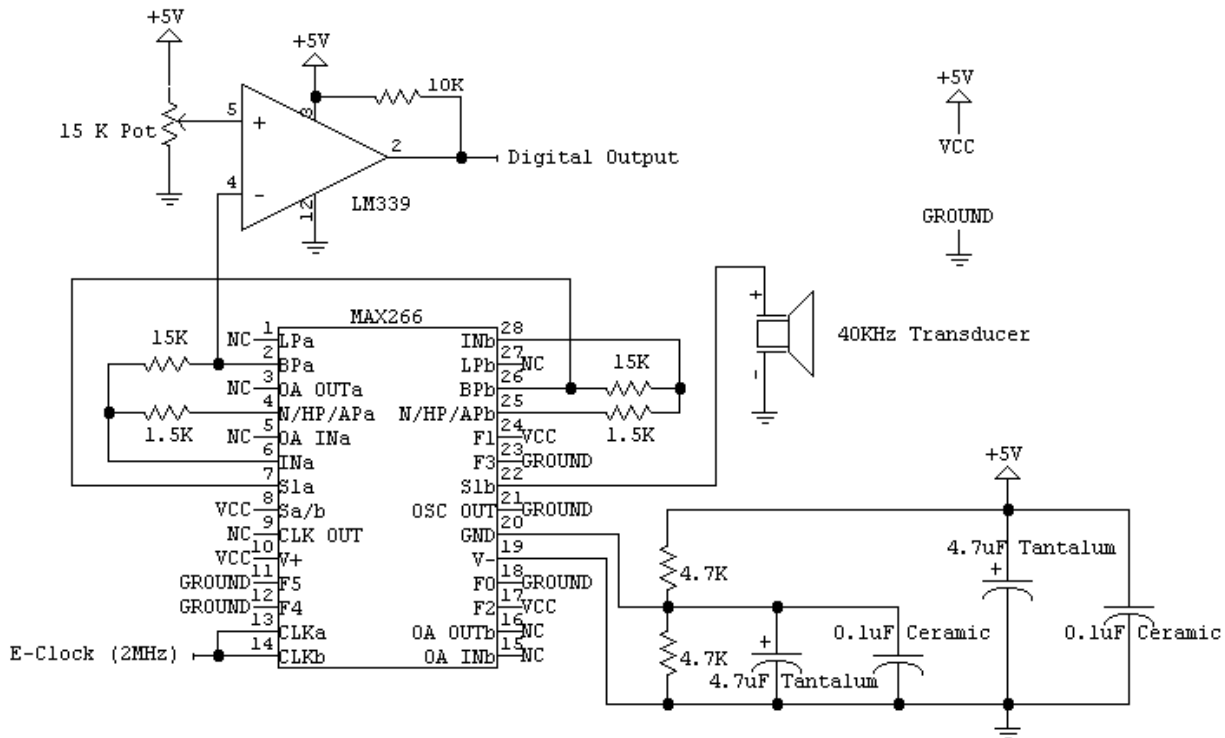 +5V
+5V
+5V
10K
5
+
3
15 K Pot
2
Digital Output
VCC
4
-
12
LM339
GROUND
MAX266
+
40KHz Transducer
-
15K
15K
1.5K
1.5K
NC 1 LPa
BPa 2
NC 3 OA OUTa
4 N/HP/APa
NC 5 OA INa
6 INa
7 S1a
VCC 8 Sa/b
NC 9 CLK OUT
VCC 10 V+
GROUND 11 F5
GROUND 12 F4
13 CLKa
E-Clock (2MHz) 14 CLKb
INb 28
LPb 27 NC
BPb 26
N/HP/APb 25
F1 24 VCC
F3 23 GROUND
S1b 22
OSC OUT 21 GROUND
GND 20
V- 19
F0 18 GROUND
F2 17 VCC
OA OUTb 16 NC
OA INb 15 NC
+5V
4.7uF Tantalum
+
4.7K
0.1uF Ceramic
0.1uF Ceramic
+
4.7K
4.7uF Tantalum